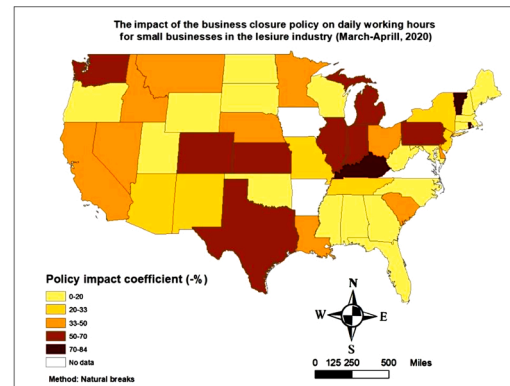 The impact of the business closure policy on daily working hours
for small businesses in the lesiure industry (March-Aprill, 2020)
Policy impact coefficient (-%)
0-20
20-33
33-50
50-70
70-84
No data
Method: Natural breaks
N
W
E
S
0 125 250 500 Miles